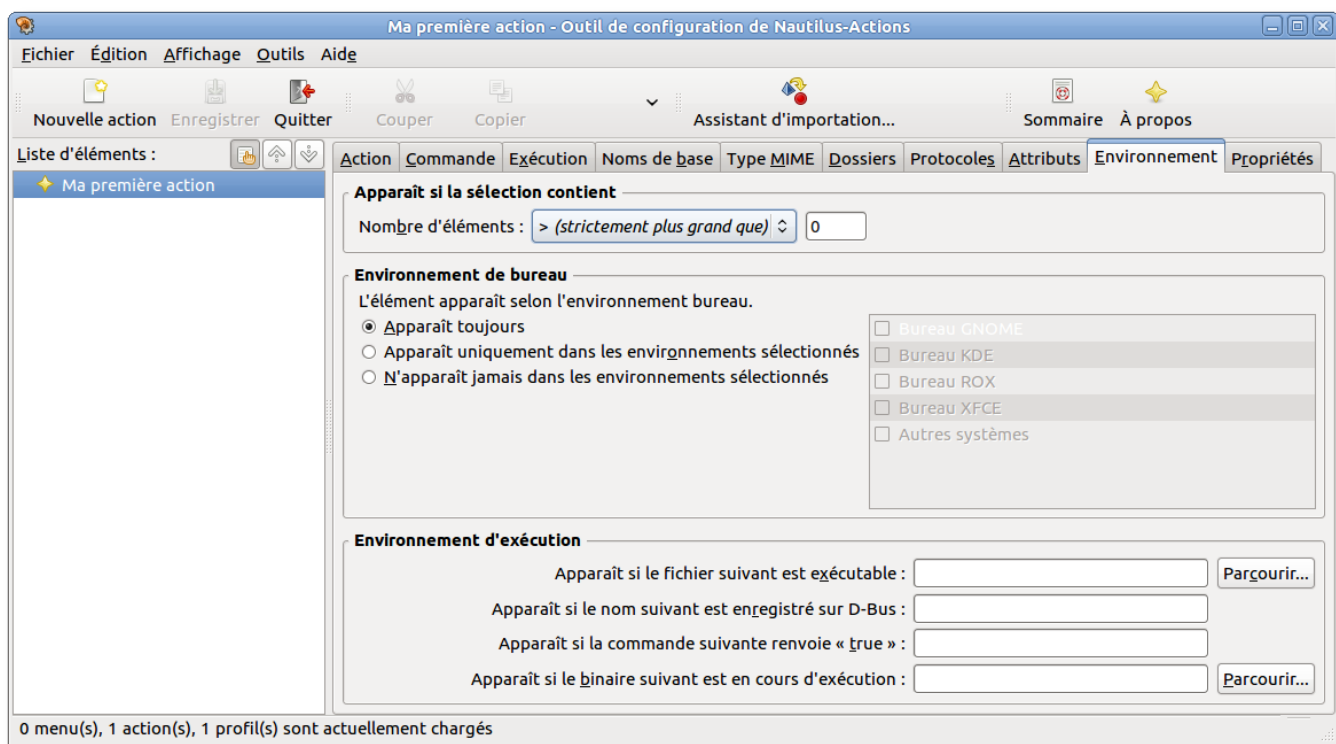 Ma première action - Outil de configuration de Nautilus-Actions
Fichier Édition Affichage Outils Aide
Nouvelle action Enregistrer Quitter Couper Copier Assistant d'importation... Sommaire À propos
Liste d'éléments :
Action Commande Exécution Noms de base Type MIME Dossiers Protocoles Attributs Environnement Propriétés
Ma première action
Apparaît si la sélection contient
Nombre d'éléments : > (strictement plus grand que) 0
Environnement de bureau
L'élément apparaît selon l'environnement bureau.
Apparaît toujours
Apparaît uniquement dans les environnements sélectionnés
N'apparaît jamais dans les environnements sélectionnés
Bureau GNOME
Bureau KDE
Bureau ROX
Bureau XFCE
Autres systèmes
Environnement d'exécution
Apparaît si le fichier suivant est exécutable : Parcourir...
Apparaît si le nom suivant est enregistré sur D-Bus :
Apparaît si la commande suivante renvoie « true » :
Apparaît si le binaire suivant est en cours d'exécution : Parcourir...
0 menu(s), 1 action(s), 1 profil(s) sont actuellement chargés